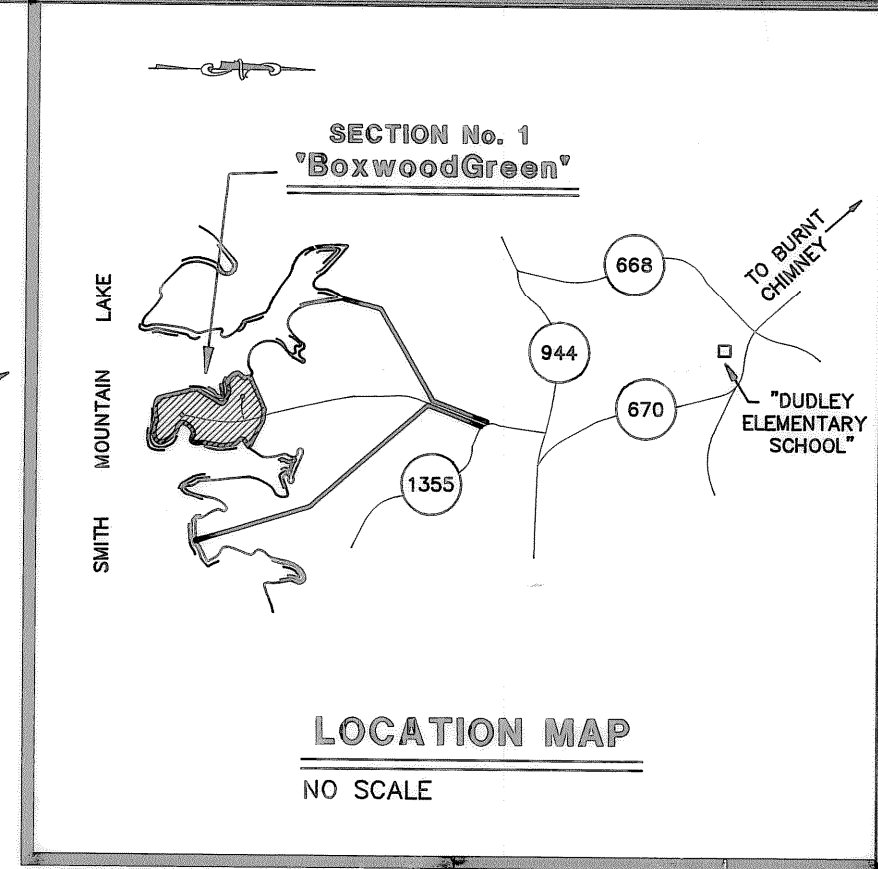 SECTION No. 1
"BoxwoodGreen"
TO BURNT
CHIMNEY
668
944
670
1355
"DUDLEY
ELEMENTARY
SCHOOL"
SMITH MOUNTAIN LAKE
LOCATION MAP
NO SCALE